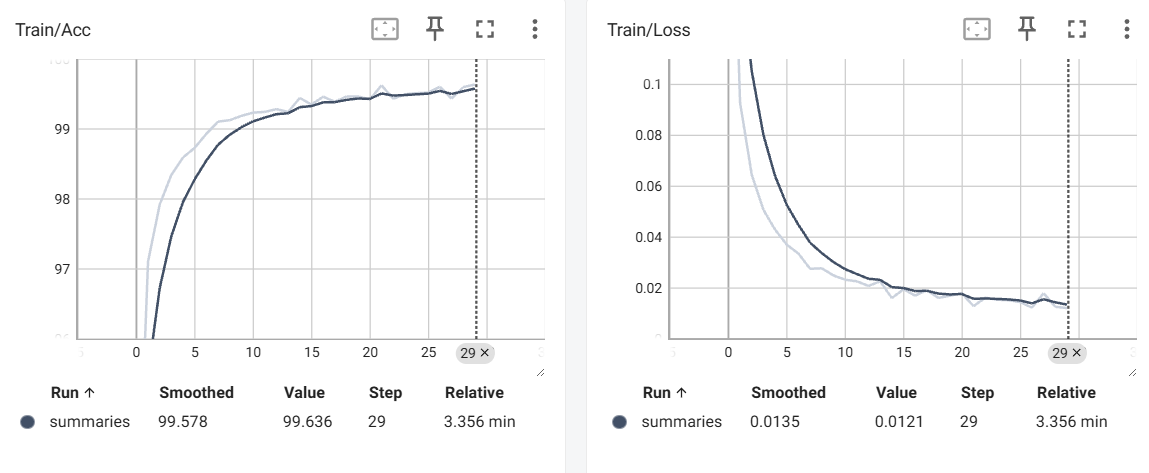 Train/Acc
99
98
97
0 5 10 15 20 25 29 ×
Run ↑ Smoothed Value Step Relative
summaries 99.578 99.636 29 3.356 min
Train/Loss
0.1
0.08
0.06
0.04
0.02
0 5 10 15 20 25 29 ×
Run ↑ Smoothed Value Step Relative
summaries 0.0135 0.0121 29 3.356 min